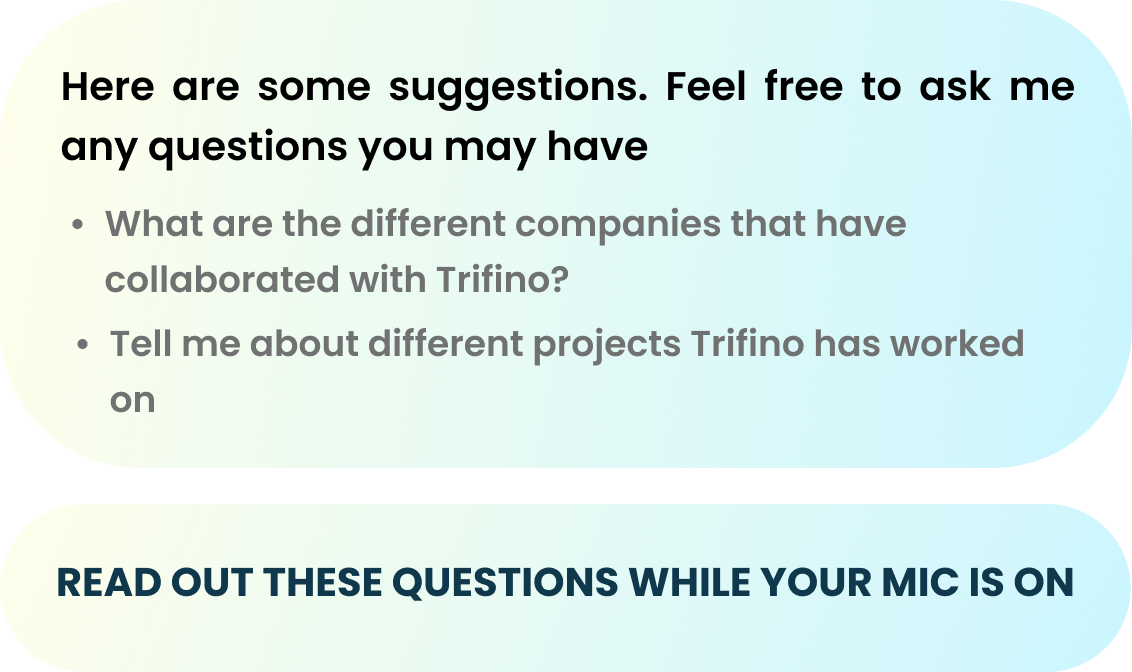 Here are some suggestions. Feel free to ask me
any questions you may have
• What are the different companies that have
collaborated with Trifino?
• Tell me about different projects Trifino has worked
on
READ OUT THESE QUESTIONS WHILE YOUR MIC IS ON